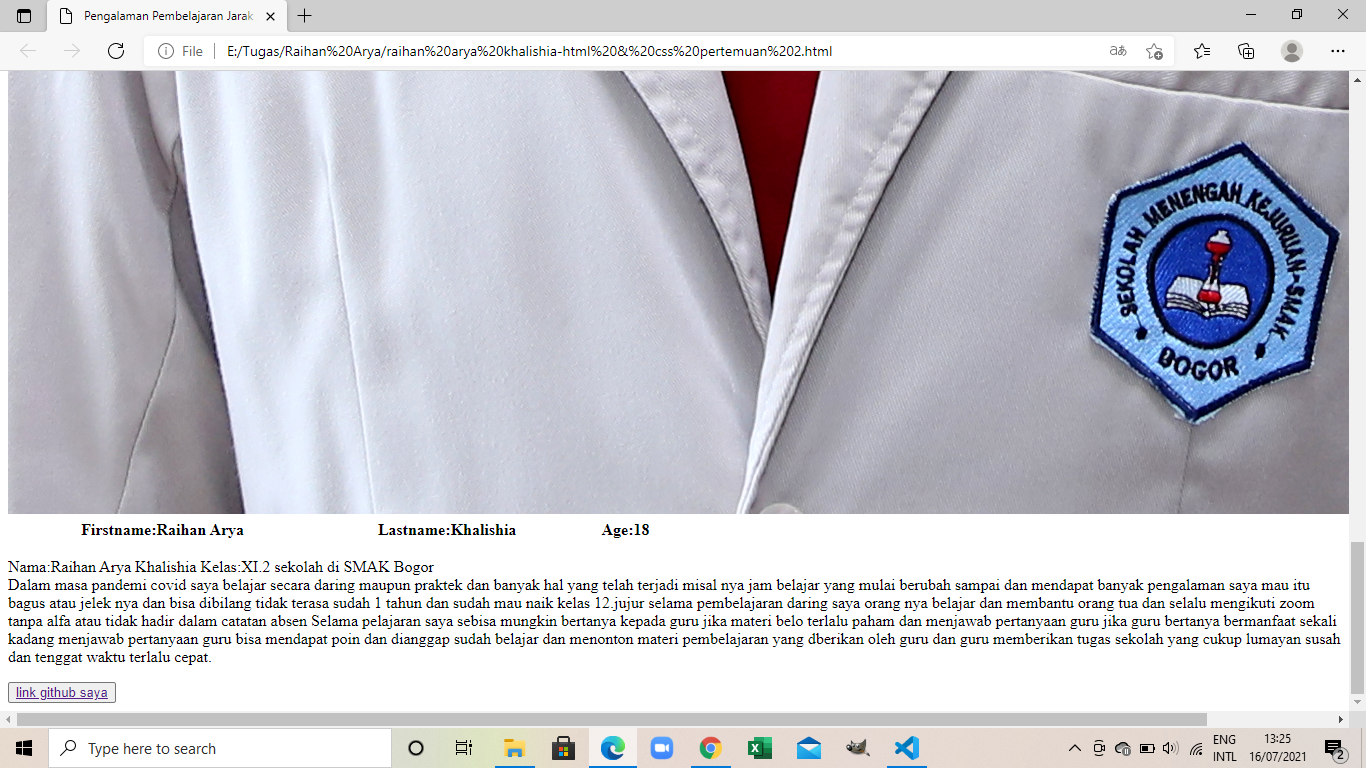 Pengalaman Pembelajaran Jarak
File
E:/Tugas/Raihan%20Arya/raihan%20arya%20khalishia-html%20&%20css%20pertemuan%202.html
SEKOLAH MENENGAH KEJURUAN-SMAK
BOGOR
Firstname:Raihan Arya Lastname:Khalishia Age:18
Nama:Raihan Arya Khalishia Kelas:XI.2 sekolah di SMAK Bogor
Dalam masa pandemi covid saya belajar secara daring maupun praktek dan banyak hal yang telah terjadi misal nya jam belajar yang mulai berubah sampai dan mendapat banyak pengalaman saya mau itu
bagus atau jelek nya dan bisa dibilang tidak terasa sudah 1 tahun dan sudah mau naik kelas 12.jujur selama pembelajaran daring saya orang nya belajar dan membantu orang tua dan selalu mengikuti zoom
tanpa alfa atau tidak hadir dalam catatan absen Selama pelajaran saya sebisa mungkin bertanya kepada guru jika materi belo terlalu paham dan menjawab pertanyaan guru jika guru bertanya bermanfaat sekali
kadang menjawab pertanyaan guru bisa mendapat poin dan dianggap sudah belajar dan menonton materi pembelajaran yang dberikan oleh guru dan guru memberikan tugas sekolah yang cukup lumayan susah
dan tenggat waktu terlalu cepat.
link github saya
Type here to search
ENG
INTL
13:25
16/07/2021
2